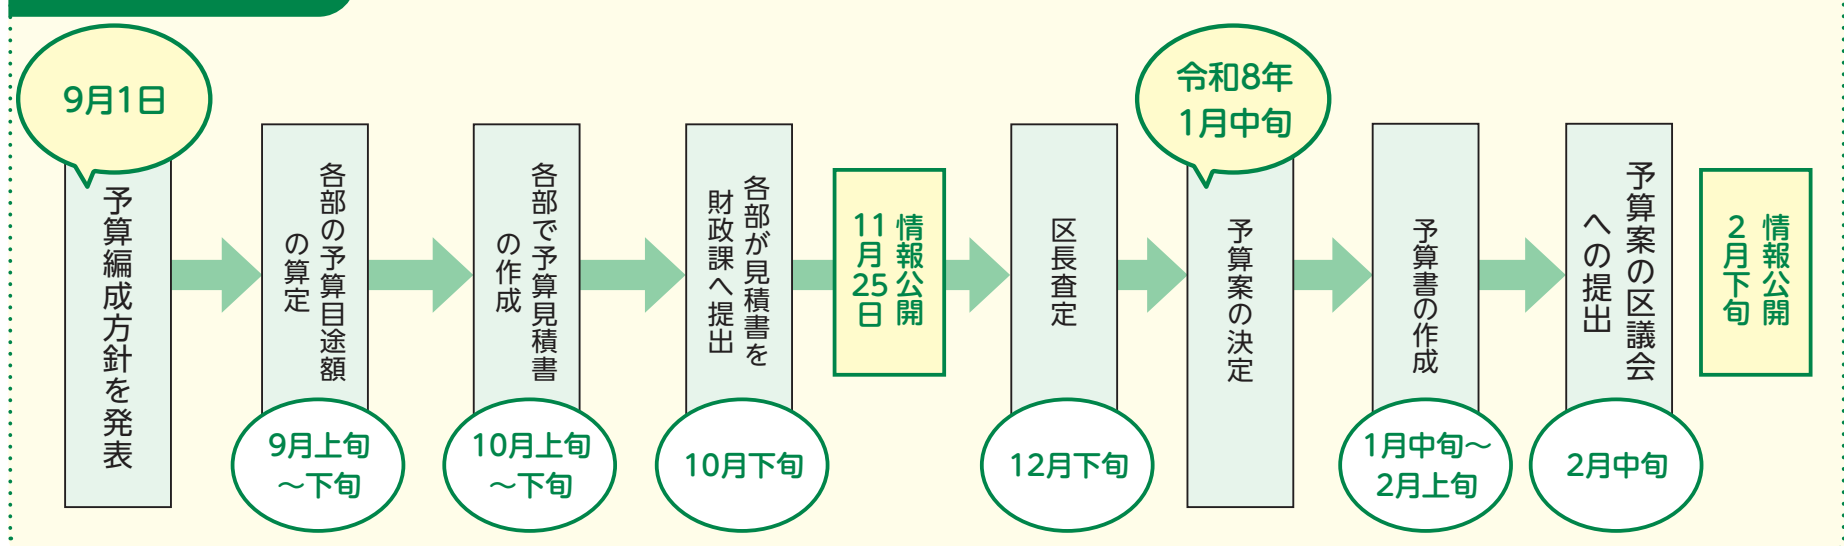 9月1日
予算編成方針を発表
各部の予算目途額
の算定
9月上旬
～下旬
各部で予算見積書
の作成
10月上旬
～下旬
各部が見積書を
財政課へ提出
10月下旬
情報公開
11月25日
区長査定
12月下旬
令和8年
1月中旬
予算案の決定
予算書の作成
1月中旬～
2月上旬
予算案の区議会
への提出
2月中旬
情報公開
2月下旬